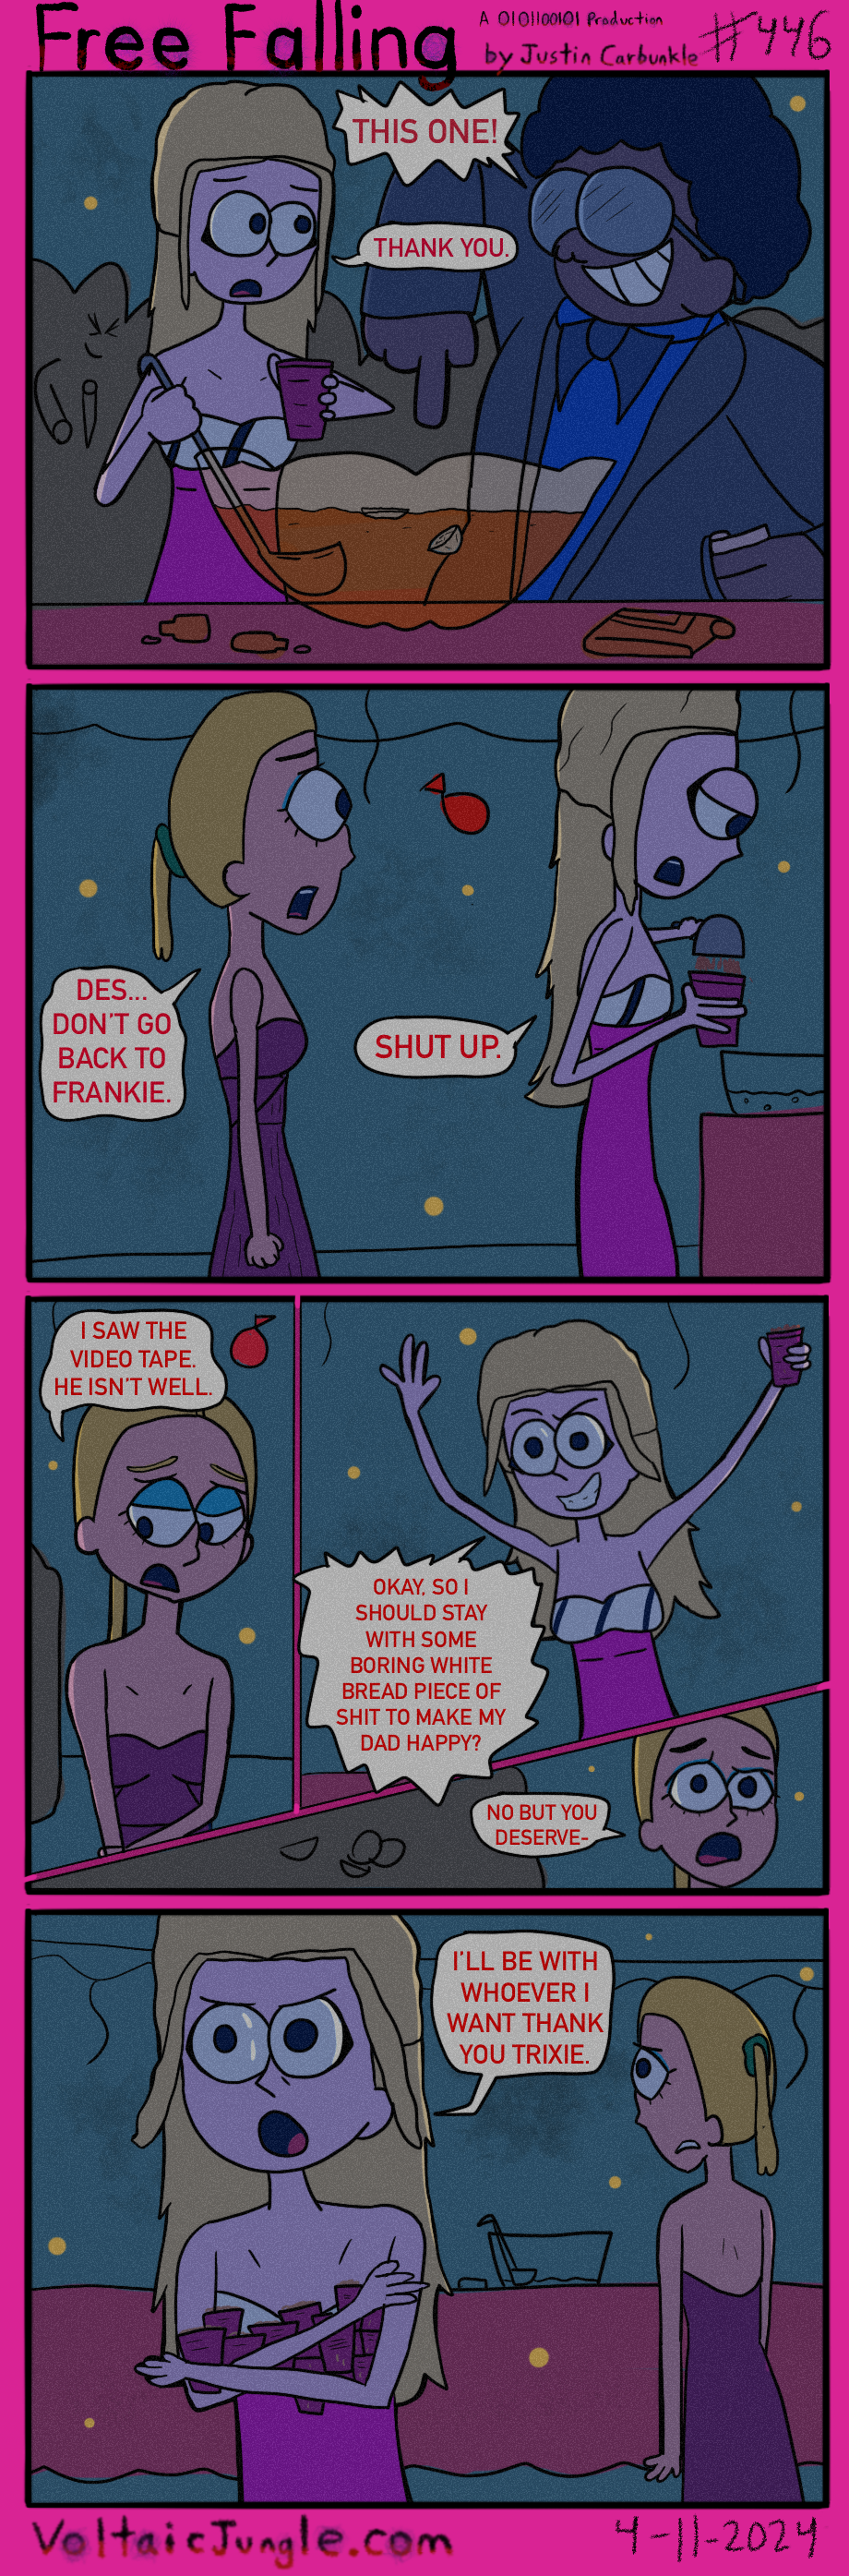 Free Falling
A 0101100101 Production
by Justin Carbunkle
#446
THIS ONE!
THANK YOU.
DES...
DON'T GO
BACK TO
FRANKIE.
SHUT UP.
I SAW THE
VIDEO TAPE.
HE ISN'T WELL.
OKAY, SO I
SHOULD STAY
WITH SOME
BORING WHITE
BREAD PIECE OF
SHIT TO MAKE MY
DAD HAPPY?
NO BUT YOU
DESERVE-
I'LL BE WITH
WHOEVER I
WANT THANK
YOU TRIXIE.
VoltaicJungle.com
4-11-2024